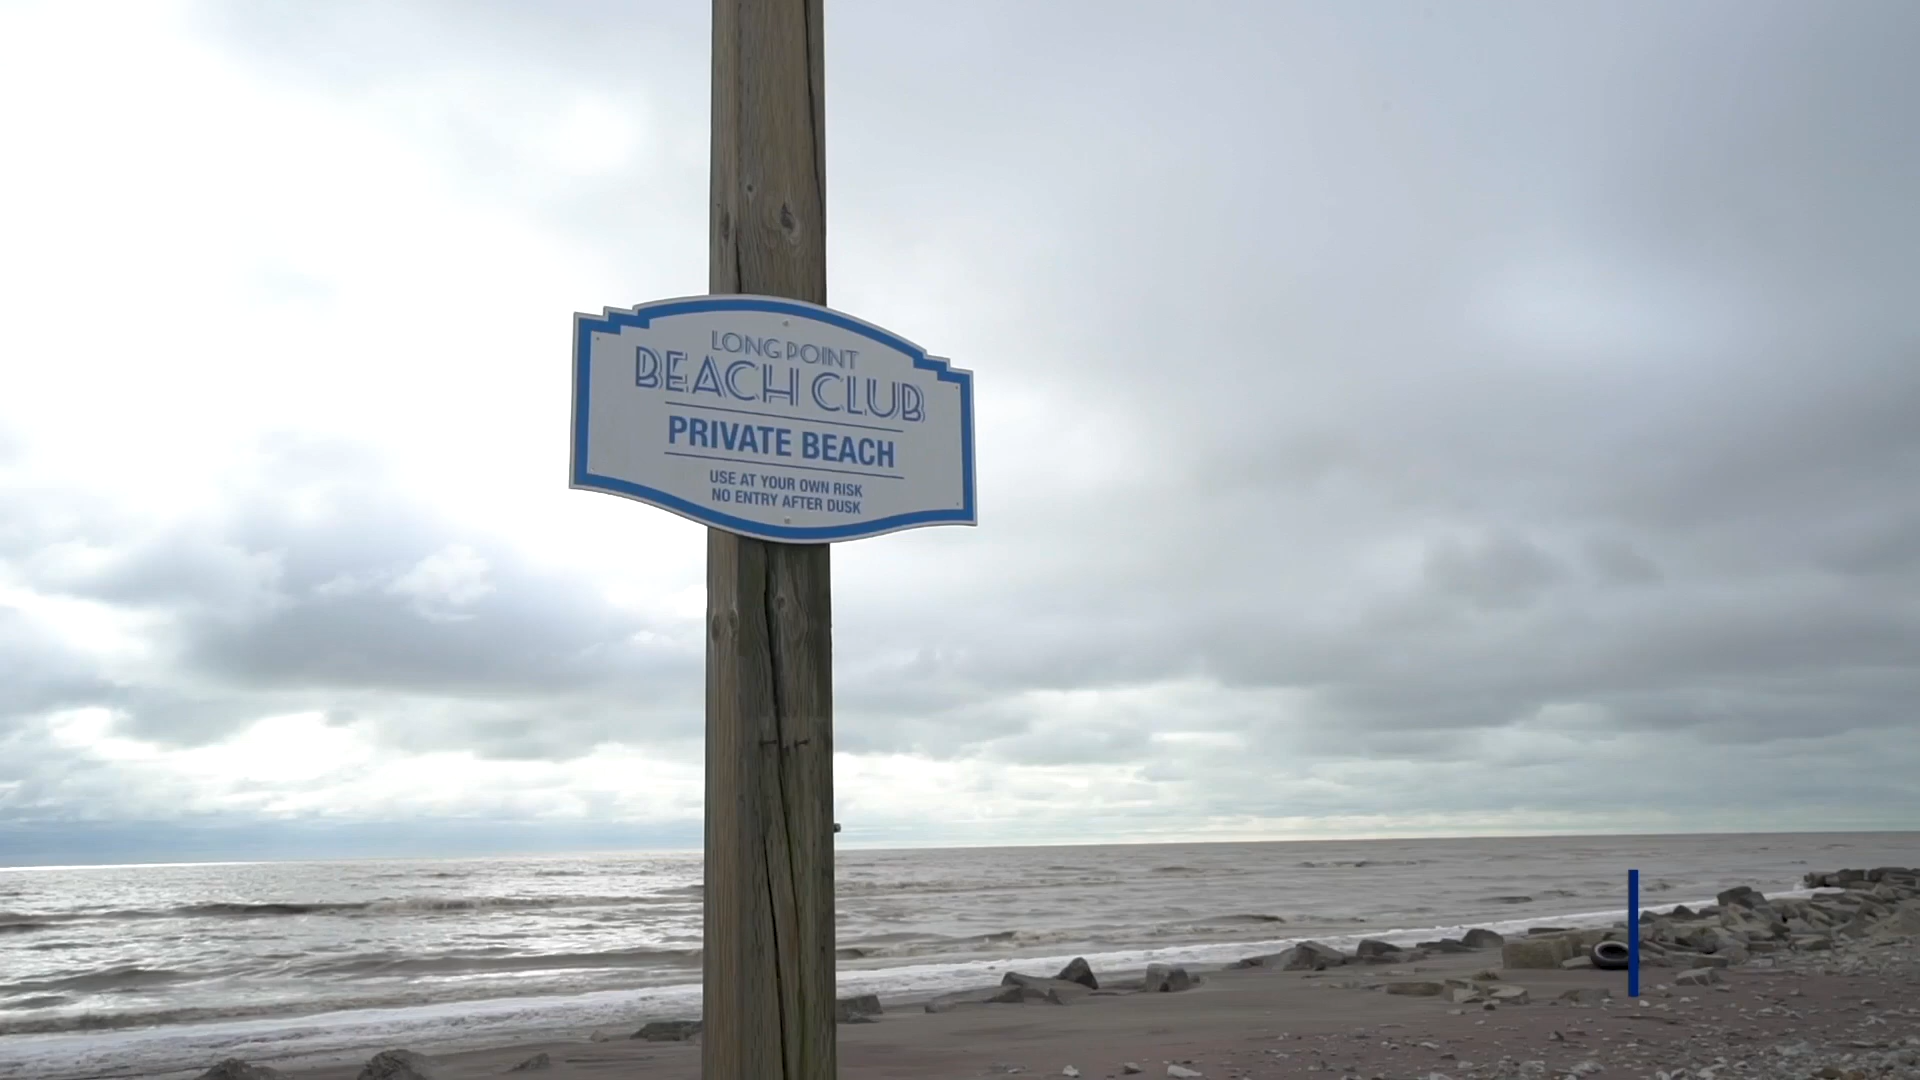 LONG POINT
BEACH CLUB
PRIVATE BEACH
USE AT YOUR OWN RISK
NO ENTRY AFTER DUSK